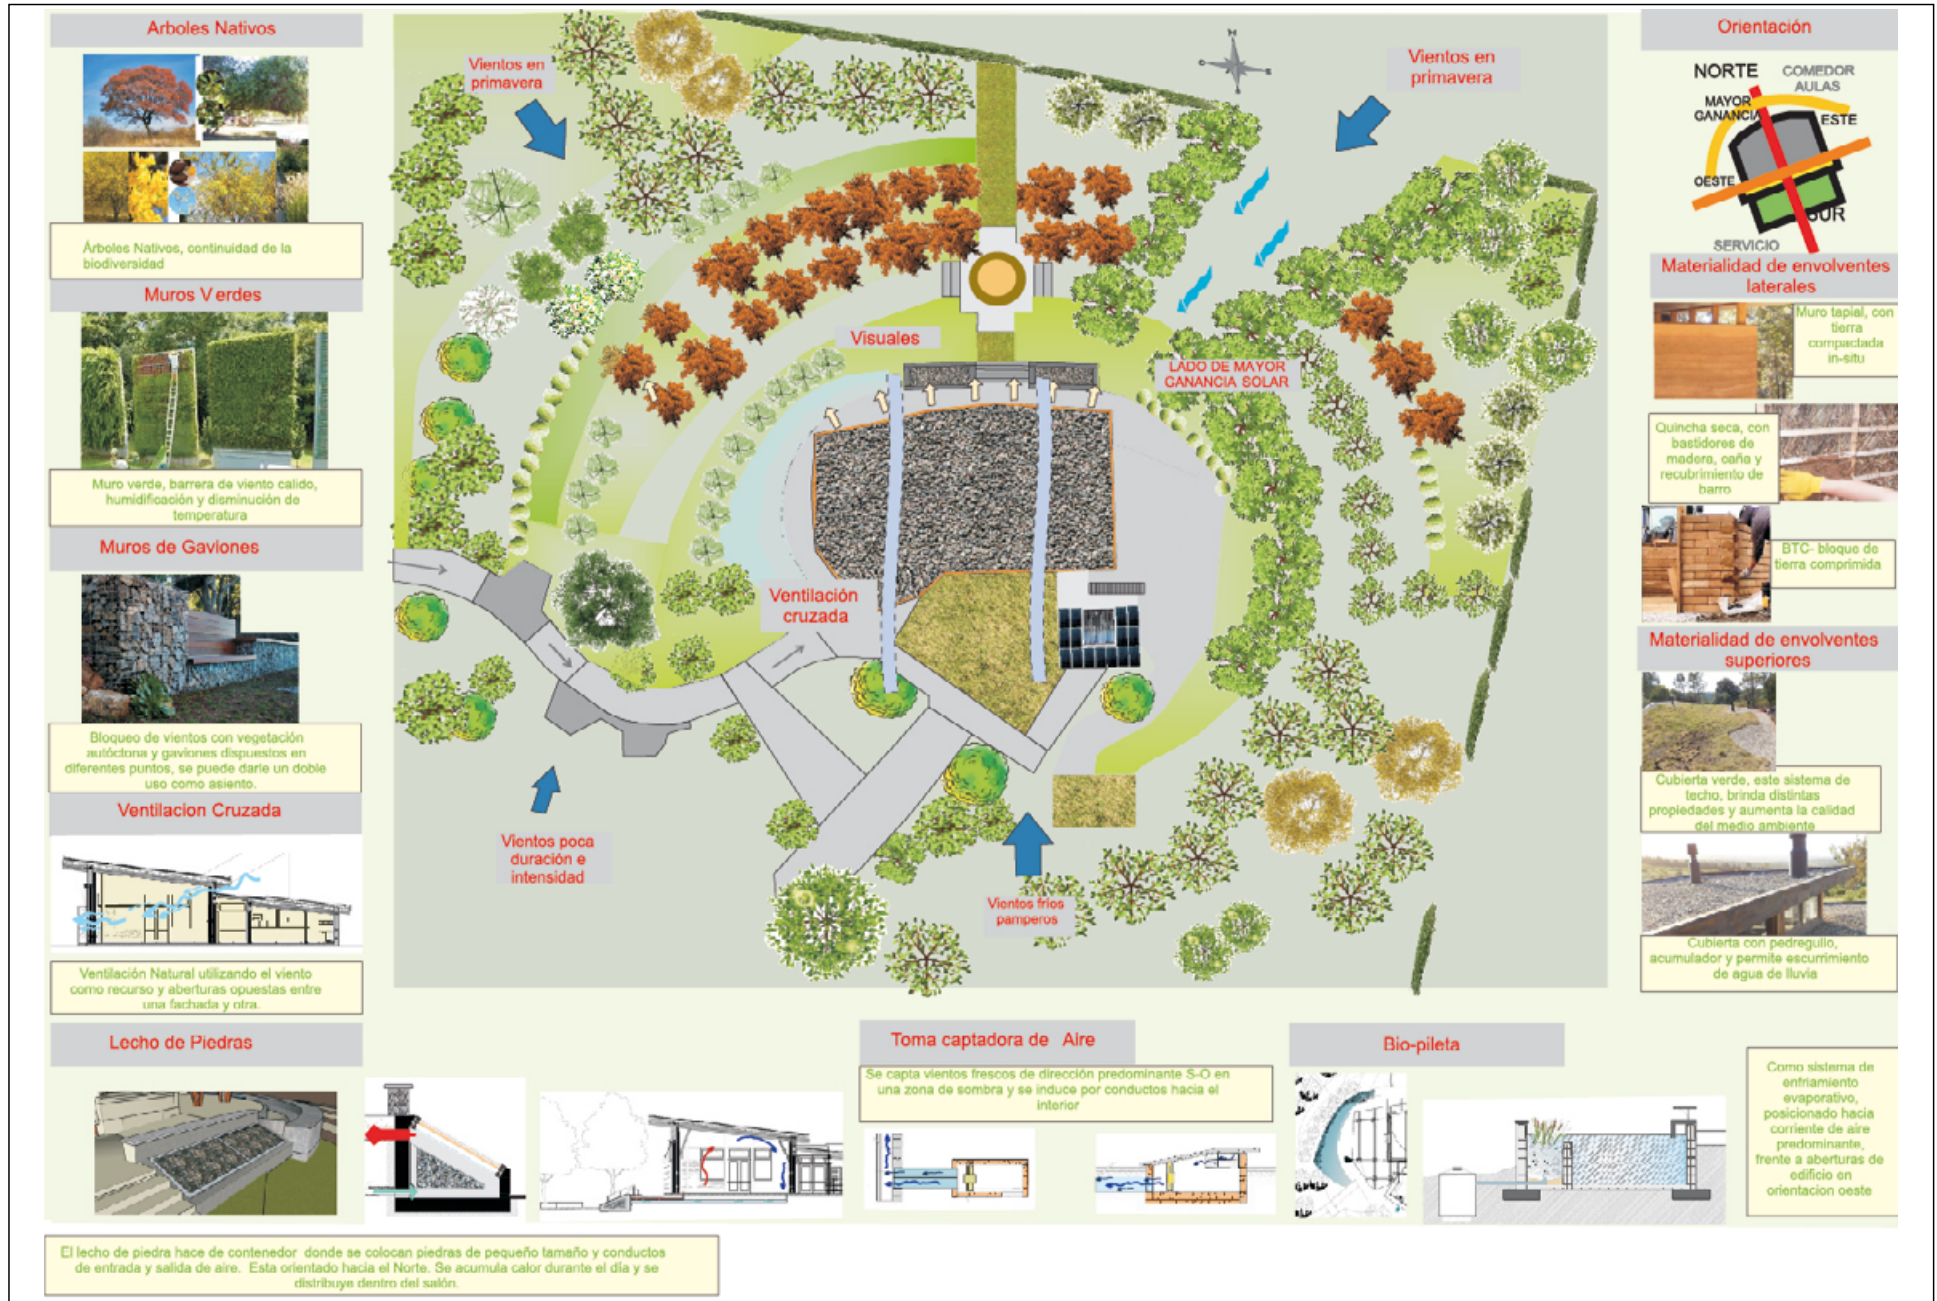 Arboles Nativos
Árboles Nativos, continuidad de la
biodiversidad
Muros Verdes
Muro verde, barrera de viento calido,
humidificación y disminución de
temperatura
Muros de Gaviones
Bloqueo de vientos con vegetación
autóctona y gaviones dispuestos en
diferentes puntos, se puede darle un doble
uso como asiento.
Ventilacion Cruzada
Ventilación Natural utilizando el viento
como recurso y aberturas opuestas entre
una fachada y otra.
Lecho de Piedras
El lecho de piedra hace de contenedor donde se colocan piedras de pequeño tamaño y conductos
de entrada y salida de aire. Esta orientado hacia el Norte. Se acumula calor durante el día y se
distribuye dentro del salón.
Vientos en
primavera
N
Vientos en
primavera
Visuales
LADO DE MAYOR
GANANCIA SOLAR
Ventilación
cruzada
Vientos poca
duración e
intensidad
Vientos fríos
pamperos
Toma captadora de Aire
Se capta vientos frescos de dirección predominante S-O en
una zona de sombra y se induce por conductos hacia el
interior
Bio-pileta
Como sistema de
enfriamiento
evaporativo,
posicionado hacia
corriente de aire
predominante,
frente a aberturas de
edificio en
orientacion oeste
Orientación
NORTE
COMEDOR
AULAS
MAYOR
GANANCIA
ESTE
OESTE
SUR
SERVICIO
Materialidad de envolventes
laterales
Muro tapial, con
tierra
compactada
in-situ
Quincha seca, con
bastidores de
madera, caña y
recubrimiento de
barro
BTC- bloque de
tierra comprimida
Materialidad de envolventes
superiores
Cubierta verde, este sistema de
techo, brinda distintas
propiedades y aumenta la calidad
del medio ambiente
Cubierta con pedregullo,
acumulador y permite escurrimiento
de agua de lluvia